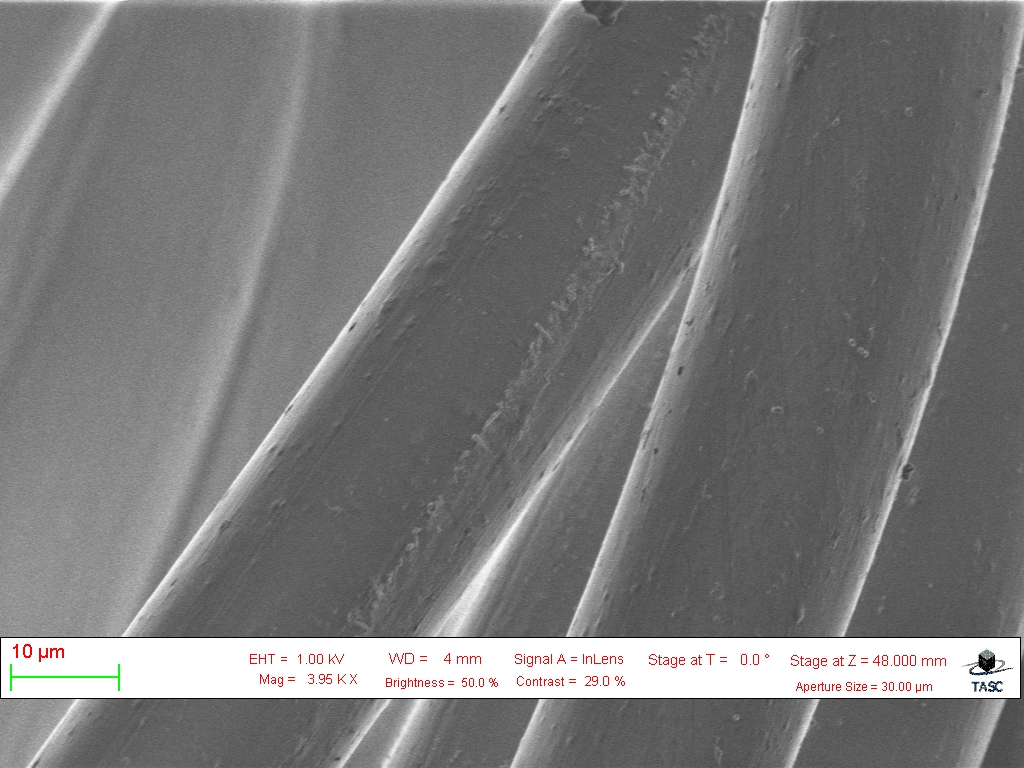 10 µm
EHT = 1.00 kV WD = 4 mm Signal A = InLens Stage at T = 0.0 ° Stage at Z = 48.000 mm
Mag = 3.95 K X Brightness = 50.0 % Contrast = 29.0 % Aperture Size = 30.00 µm
TASC